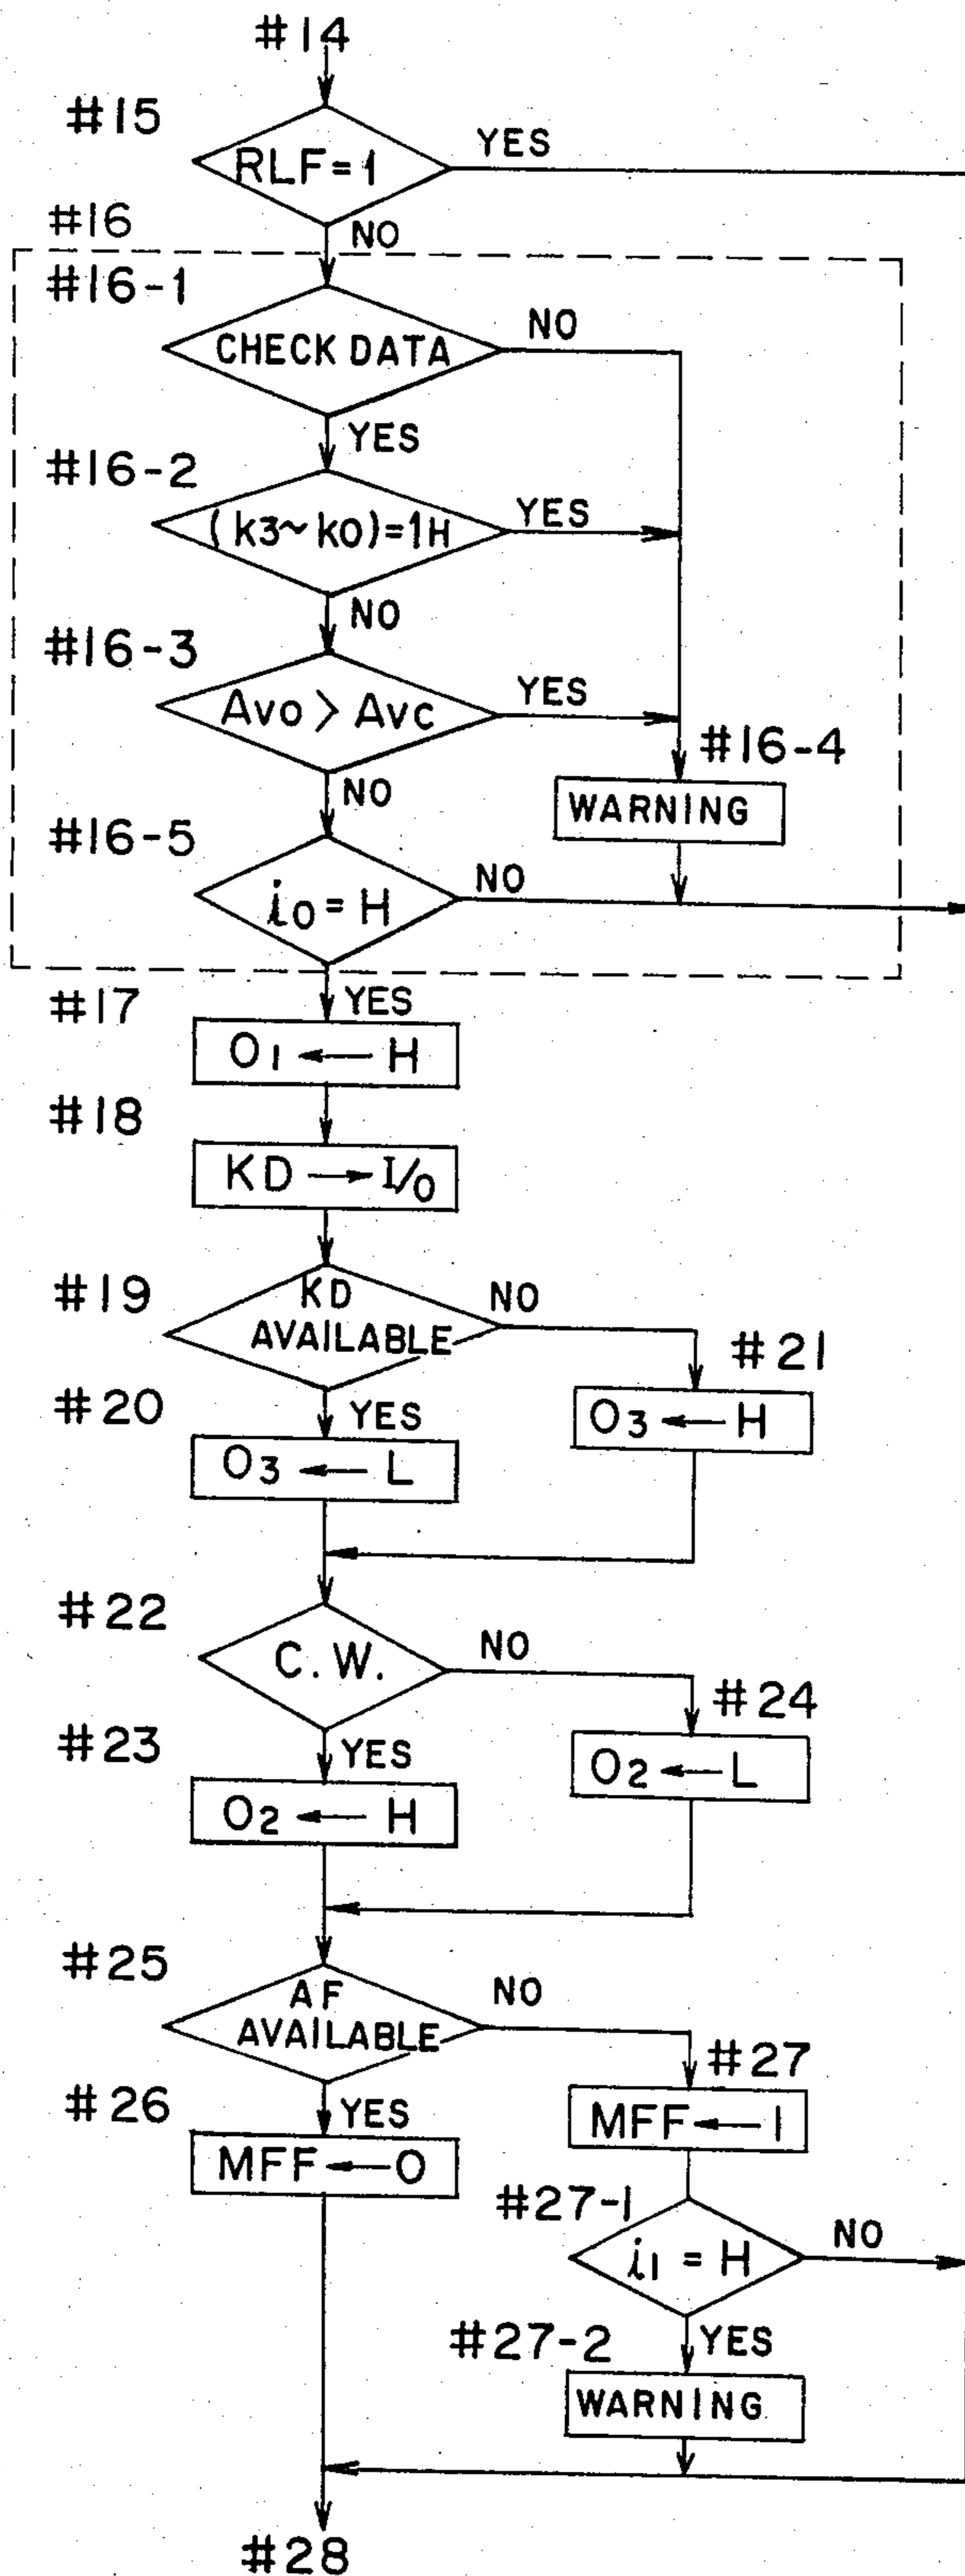 #14
#15
RLF=1
YES
#16
NO
#16-1
CHECK DATA
NO
YES
#16-2
(k3~k0)=1H
YES
NO
#16-3
Avo > Avc
YES
#16-4
NO
WARNING
#16-5
i0 = H
NO
#17
YES
O1 ← H
#18
KD → I/O
#19
KD
AVAILABLE
NO
#21
#20
YES
O3 ← H
O3 ← L
#22
C.W.
NO
#24
#23
YES
O2 ← L
O2 ← H
#25
AF
AVAILABLE
NO
#27
#26
YES
MFF ← 1
MFF ← 0
#27-1
i1 = H
NO
#27-2
YES
WARNING
#28